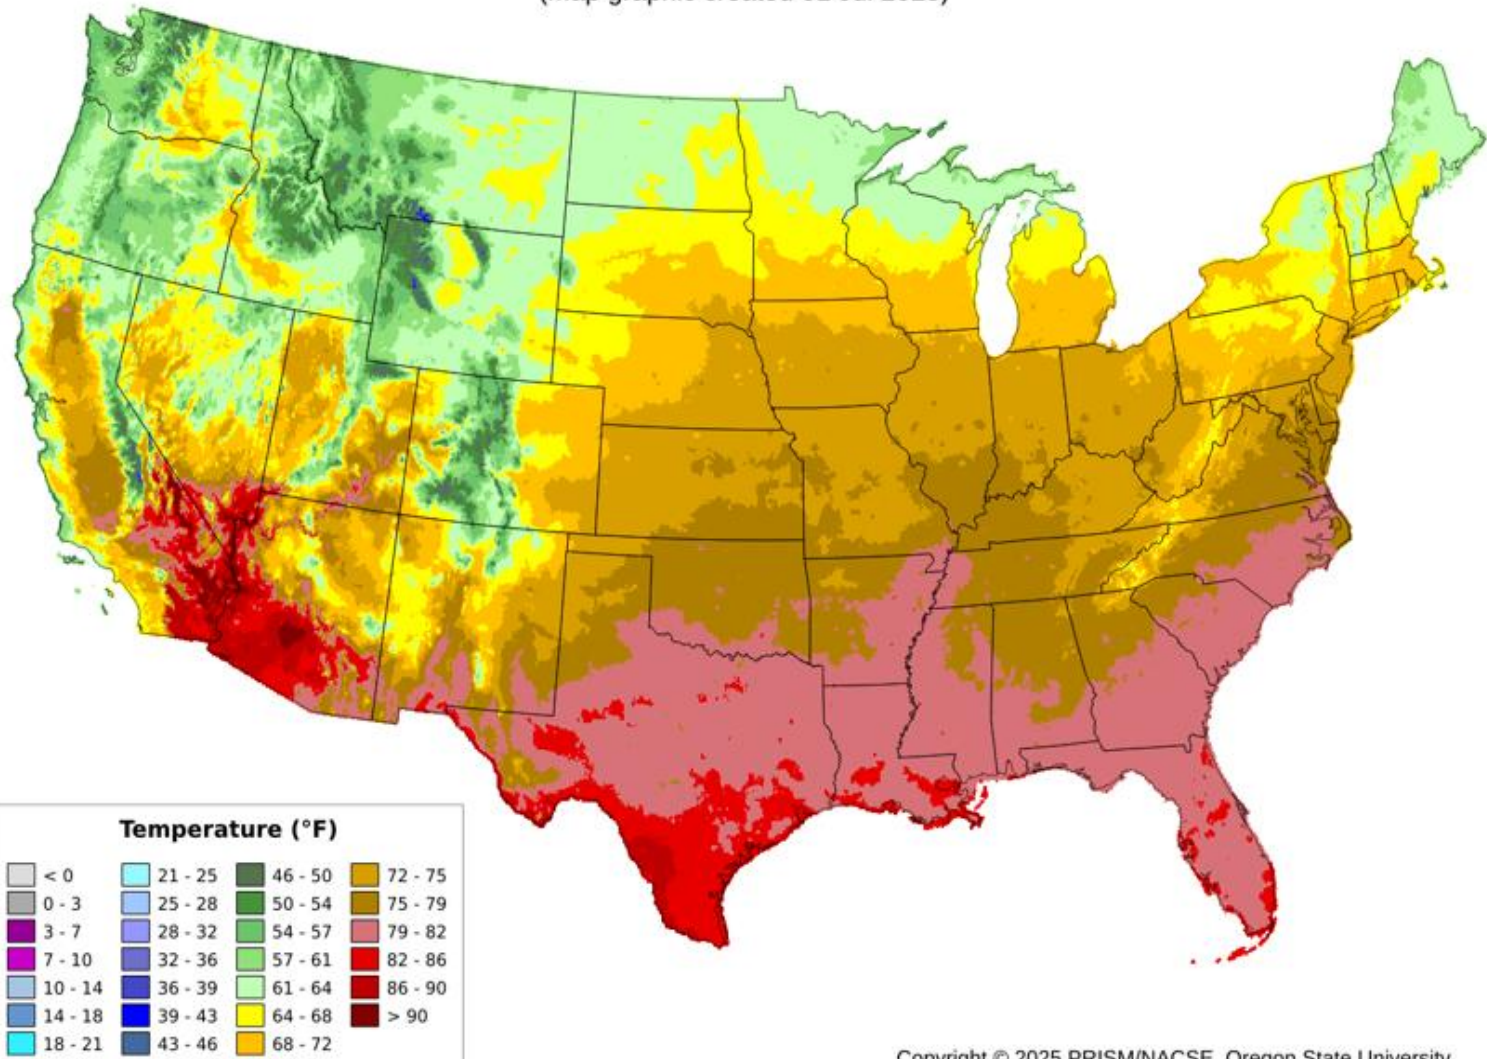 Temperature (°F)
< 0
0 - 3
3 - 7
7 - 10
10 - 14
14 - 18
18 - 21
21 - 25
25 - 28
28 - 32
32 - 36
36 - 39
39 - 43
43 - 46
46 - 50
50 - 54
54 - 57
57 - 61
61 - 64
64 - 68
68 - 72
72 - 75
75 - 79
79 - 82
82 - 86
86 - 90
> 90
Copyright © 2025 PRISM/NACSE, Oregon State University